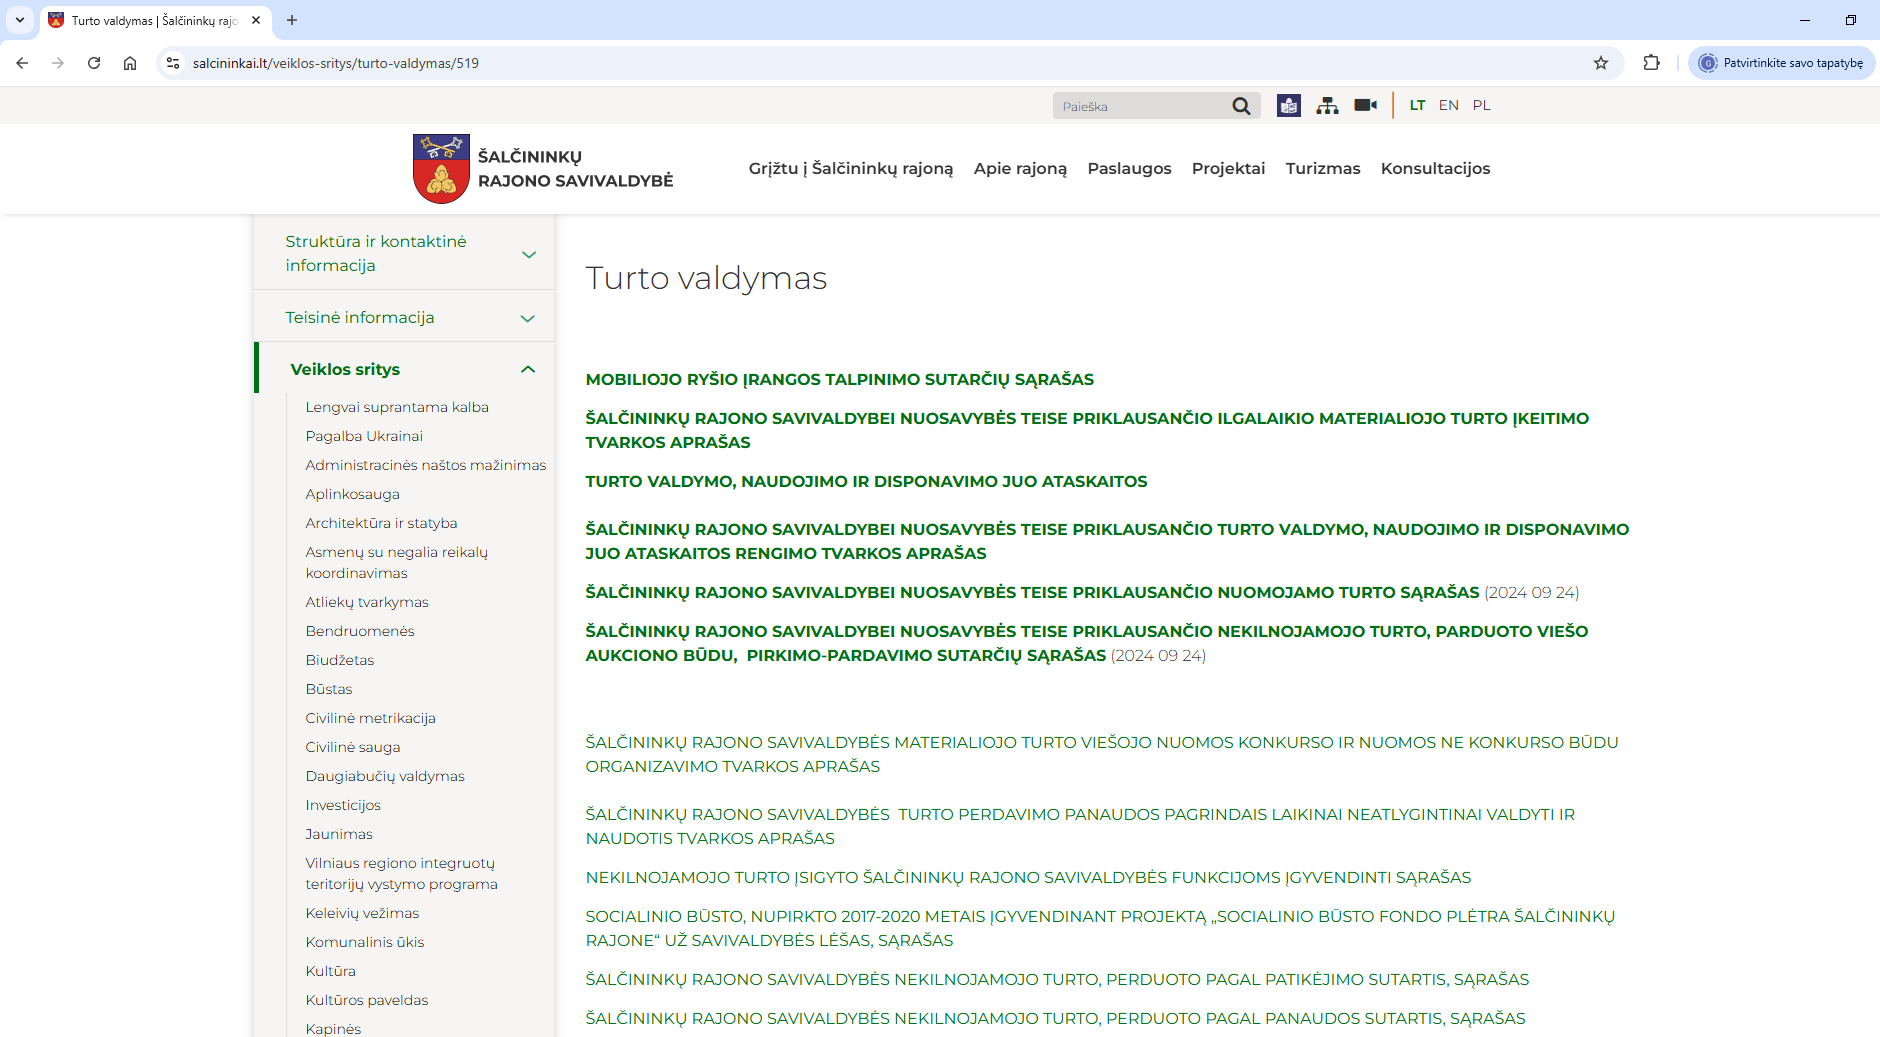 Turto valdymas | Šalčininkų rajo
salcininkai.lt/veiklos-sritys/turto-valdymas/519
Patvirtinkite savo tapatybę
Paieška
LT EN PL
ŠALČININKŲ
RAJONO SAVIVALDYBĖ
Grįžtu į Šalčininkų rajoną Apie rajoną Paslaugos Projektai Turizmas Konsultacijos
Struktūra ir kontaktinė
informacija
Teisinė informacija
Veiklos sritys
Lengvai suprantama kalba
Pagalba Ukrainai
Administracinės naštos mažinimas
Aplinkosauga
Architektūra ir statyba
Asmenų su negalia reikalų
koordinavimas
Atliekų tvarkymas
Bendruomenės
Biudžetas
Būstas
Civilinė metrikacija
Civilinė sauga
Daugiabučių valdymas
Investicijos
Jaunimas
Vilniaus regiono integruotų
teritorijų vystymo programa
Keleivių vežimas
Komunalinis ūkis
Kultūra
Kultūros paveldas
Kapinės
Turto valdymas
MOBILIOJO RYŠIO ĮRANGOS TALPINIMO SUTARČIŲ SĄRAŠAS
ŠALČININKŲ RAJONO SAVIVALDYBEI NUOSAVYBĖS TEISE PRIKLAUSANČIO ILGALAIKIO MATERIALIOJO TURTO ĮKEITIMO
TVARKOS APRAŠAS
TURTO VALDYMO, NAUDOJIMO IR DISPONAVIMO JUO ATASKAITOS
ŠALČININKŲ RAJONO SAVIVALDYBEI NUOSAVYBĖS TEISE PRIKLAUSANČIO TURTO VALDYMO, NAUDOJIMO IR DISPONAVIMO
JUO ATASKAITOS RENGIMO TVARKOS APRAŠAS
ŠALČININKŲ RAJONO SAVIVALDYBEI NUOSAVYBĖS TEISE PRIKLAUSANČIO NUOMOJAMO TURTO SĄRAŠAS (2024 09 24)
ŠALČININKŲ RAJONO SAVIVALDYBEI NUOSAVYBĖS TEISE PRIKLAUSANČIO NEKILNOJAMOJO TURTO, PARDUOTO VIEŠO
AUKCIONO BŪDU, PIRKIMO-PARDAVIMO SUTARČIŲ SĄRAŠAS (2024 09 24)
ŠALČININKŲ RAJONO SAVIVALDYBĖS MATERIALIOJO TURTO VIEŠOJO NUOMOS KONKURSO IR NUOMOS NE KONKURSO BŪDU
ORGANIZAVIMO TVARKOS APRAŠAS
ŠALČININKŲ RAJONO SAVIVALDYBĖS TURTO PERDAVIMO PANAUDOS PAGRINDAIS LAIKINAI NEATLYGINTINAI VALDYTI IR
NAUDOTIS TVARKOS APRAŠAS
NEKILNOJAMOJO TURTO ĮSIGYTO ŠALČININKŲ RAJONO SAVIVALDYBĖS FUNKCIJOMS ĮGYVENDINTI SĄRAŠAS
SOCIALINIO BŪSTO, NUPIRKTO 2017-2020 METAIS ĮGYVENDINANT PROJEKTĄ „SOCIALINIO BŪSTO FONDO PLĖTRA ŠALČININKŲ
RAJONE“ UŽ SAVIVALDYBĖS LĖŠAS, SĄRAŠAS
ŠALČININKŲ RAJONO SAVIVALDYBĖS NEKILNOJAMOJO TURTO, PERDUOTO PAGAL PATIKĖJIMO SUTARTIS, SĄRAŠAS
ŠALČININKŲ RAJONO SAVIVALDYBĖS NEKILNOJAMOJO TURTO, PERDUOTO PAGAL PANAUDOS SUTARTIS, SĄRAŠAS